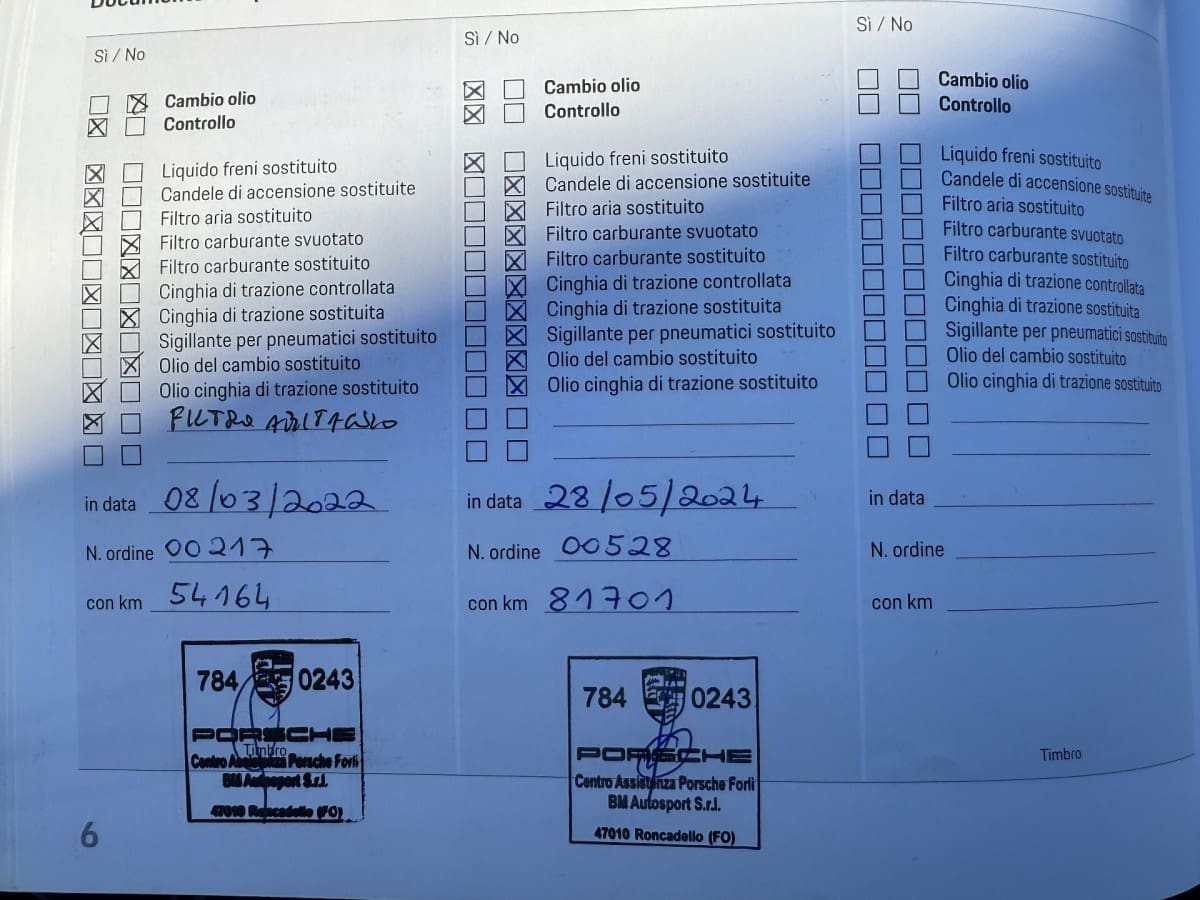 Sì / No
Cambio olio
Controllo
Liquido freni sostituito
Candele di accensione sostituite
Filtro aria sostituito
Filtro carburante svuotato
Filtro carburante sostituito
Cinghia di trazione controllata
Cinghia di trazione sostituita
Sigillante per pneumatici sostituito
Olio del cambio sostituito
Olio cinghia di trazione sostituito
FILTRO
in data 08/03/2022
N. ordine 00217
con km 54164
784 0243
PORSCHE
Timbro
Centro Assistenza Porsche Forlì
BM Autosport S.r.l.
47010 Roncadello (FO)
6
Sì / No
Cambio olio
Controllo
Liquido freni sostituito
Candele di accensione sostituite
Filtro aria sostituito
Filtro carburante svuotato
Filtro carburante sostituito
Cinghia di trazione controllata
Cinghia di trazione sostituita
Sigillante per pneumatici sostituito
Olio del cambio sostituito
Olio cinghia di trazione sostituito
in data 28/05/2024
N. ordine 00528
con km 81701
784 0243
PORSCHE
Centro Assistenza Porsche Forlì
BM Autosport S.r.l.
47010 Roncadello (FO)
Sì / No
Cambio olio
Controllo
Liquido freni sostituito
Candele di accensione sostituite
Filtro aria sostituito
Filtro carburante svuotato
Filtro carburante sostituito
Cinghia di trazione controllata
Cinghia di trazione sostituita
Sigillante per pneumatici sostituito
Olio del cambio sostituito
Olio cinghia di trazione sostituito
in data
N. ordine
con km
Timbro